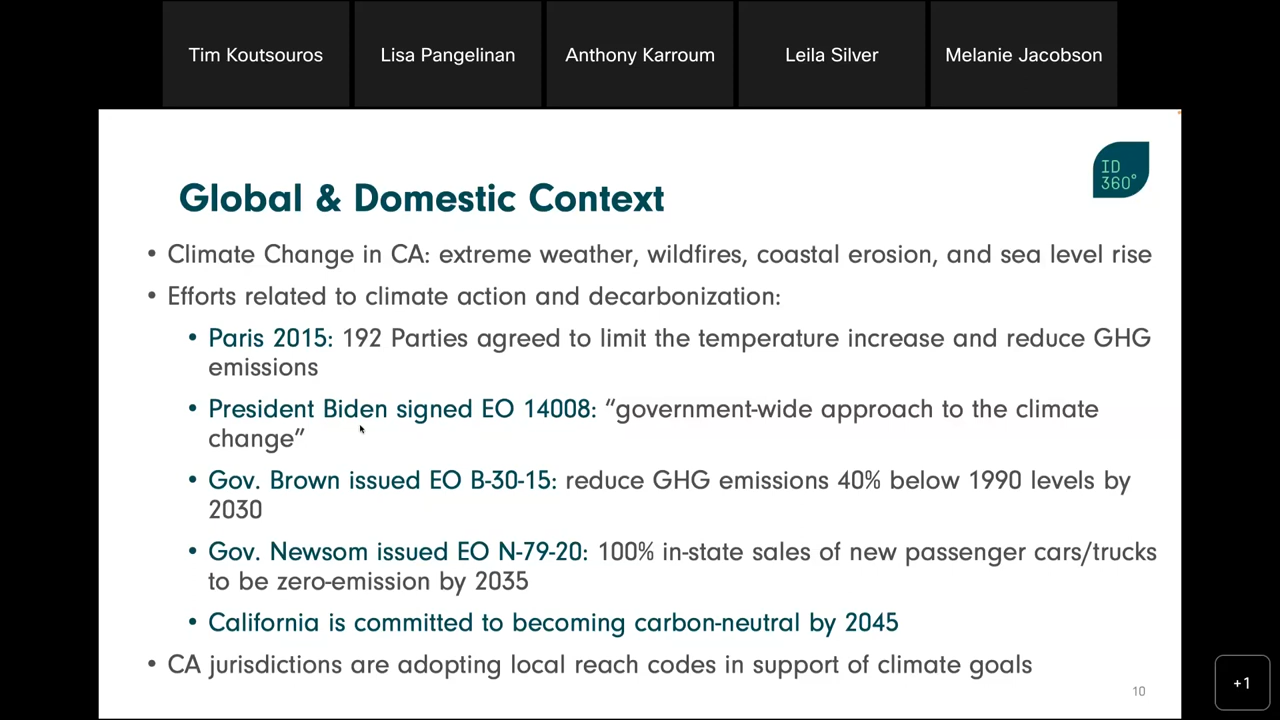 Tim Koutsouros
Lisa Pangelinan
Anthony Karroum
Leila Silver
Melanie Jacobson
ID
360°
Global & Domestic Context
• Climate Change in CA: extreme weather, wildfires, coastal erosion, and sea level rise
• Efforts related to climate action and decarbonization:
• Paris 2015: 192 Parties agreed to limit the temperature increase and reduce GHG
emissions
• President Biden signed EO 14008: “government-wide approach to the climate
change”
• Gov. Brown issued EO B-30-15: reduce GHG emissions 40% below 1990 levels by
2030
• Gov. Newsom issued EO N-79-20: 100% in-state sales of new passenger cars/trucks
to be zero-emission by 2035
• California is committed to becoming carbon-neutral by 2045
• CA jurisdictions are adopting local reach codes in support of climate goals
10
+1